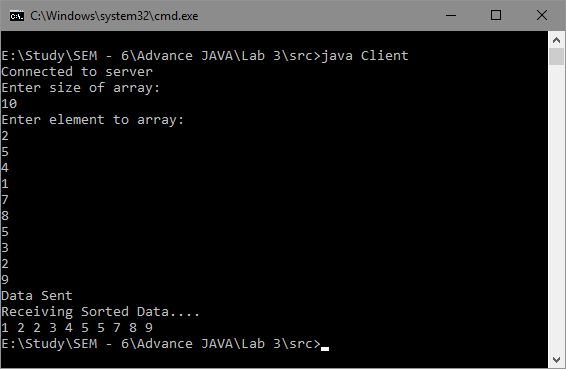 C:\Windows\system32\cmd.exe
E:\Study\SEM - 6\Advance JAVA\Lab 3\src>java Client
Connected to server
Enter size of array:
10
Enter element to array:
2
5
4
1
7
8
5
3
2
9
Data Sent
Receiving Sorted Data....
1 2 2 3 4 5 5 7 8 9
E:\Study\SEM - 6\Advance JAVA\Lab 3\src>